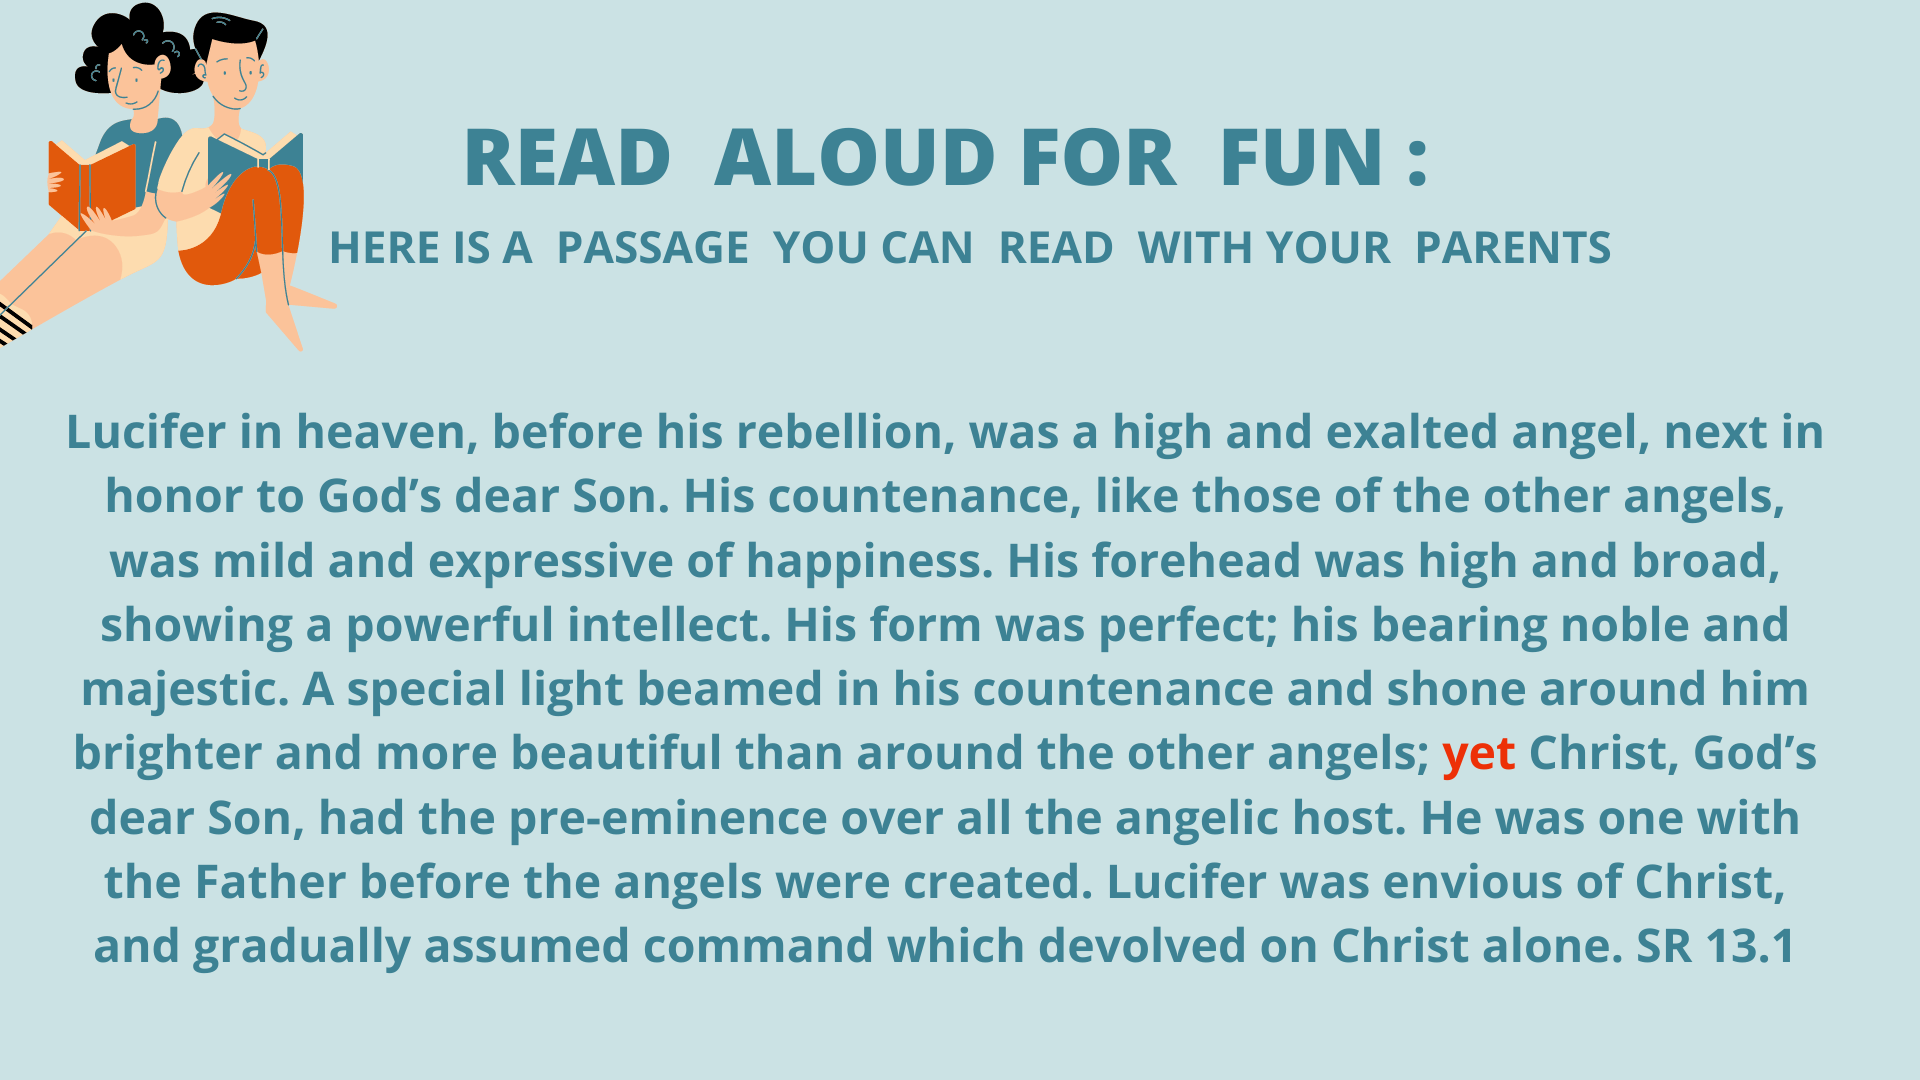 READ ALOUD FOR FUN :
HERE IS A PASSAGE YOU CAN READ WITH YOUR PARENTS
Lucifer in heaven, before his rebellion, was a high and exalted angel, next in
honor to God’s dear Son. His countenance, like those of the other angels,
was mild and expressive of happiness. His forehead was high and broad,
showing a powerful intellect. His form was perfect; his bearing noble and
majestic. A special light beamed in his countenance and shone around him
brighter and more beautiful than around the other angels; yet Christ, God’s
dear Son, had the pre-eminence over all the angelic host. He was one with
the Father before the angels were created. Lucifer was envious of Christ,
and gradually assumed command which devolved on Christ alone. SR 13.1